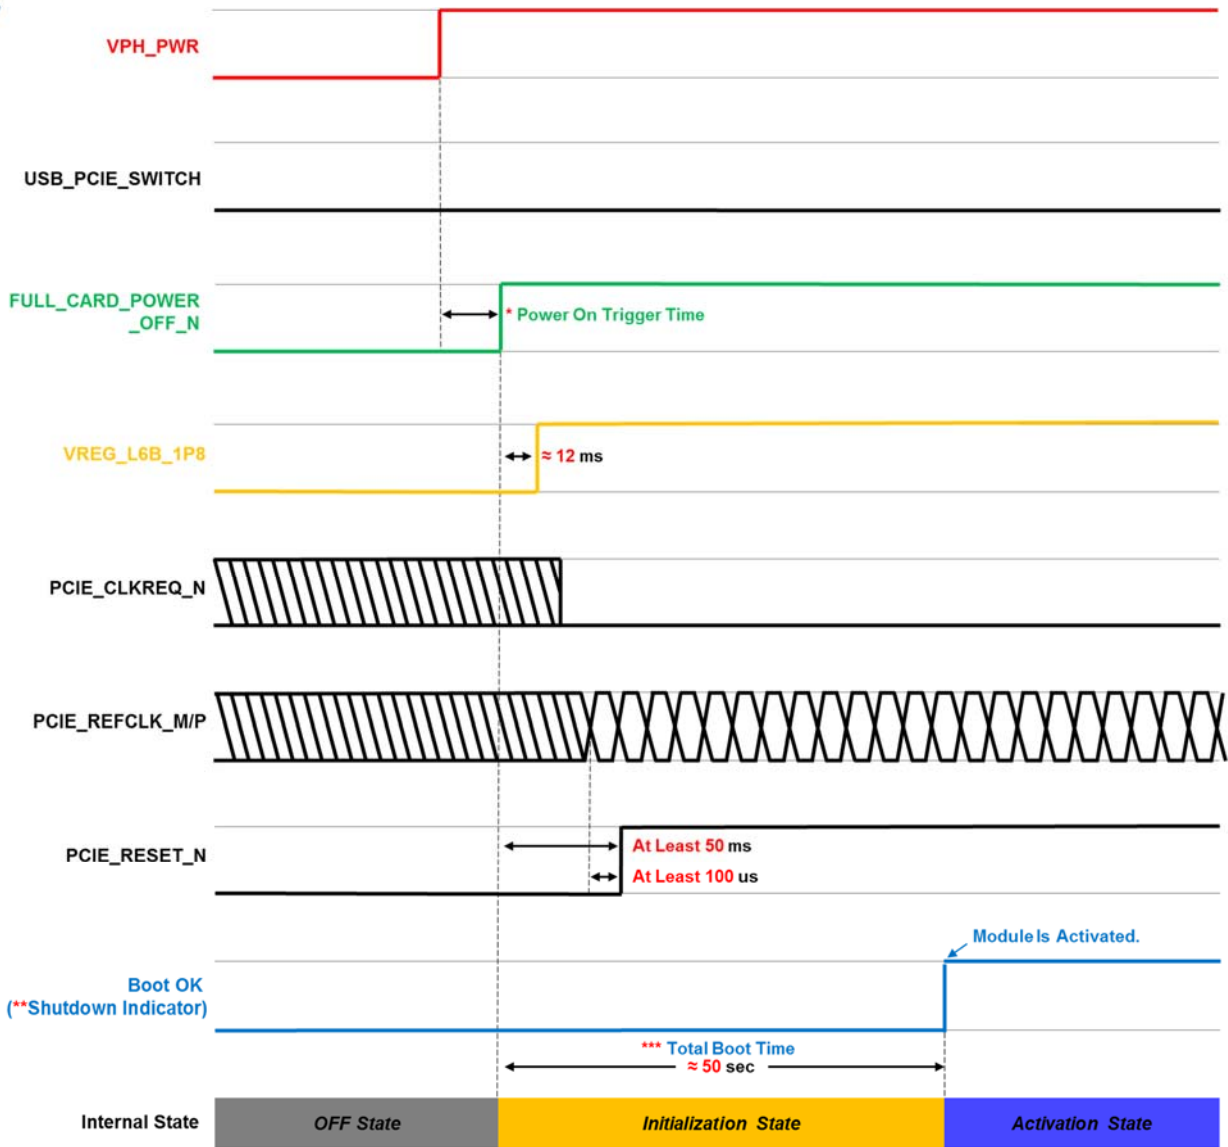 VPH_PWR
USB_PCIE_SWITCH
FULL_CARD_POWER
_OFF_N
* Power On Trigger Time
VREG_L6B_1P8
≈ 12 ms
PCIE_CLKREQ_N
PCIE_REFCLK_M/P
PCIE_RESET_N
At Least 50 ms
At Least 100 us
Module Is Activated.
Boot OK
(**Shutdown Indicator)
*** Total Boot Time
≈ 50 sec
Internal State
OFF State
Initialization State
Activation State